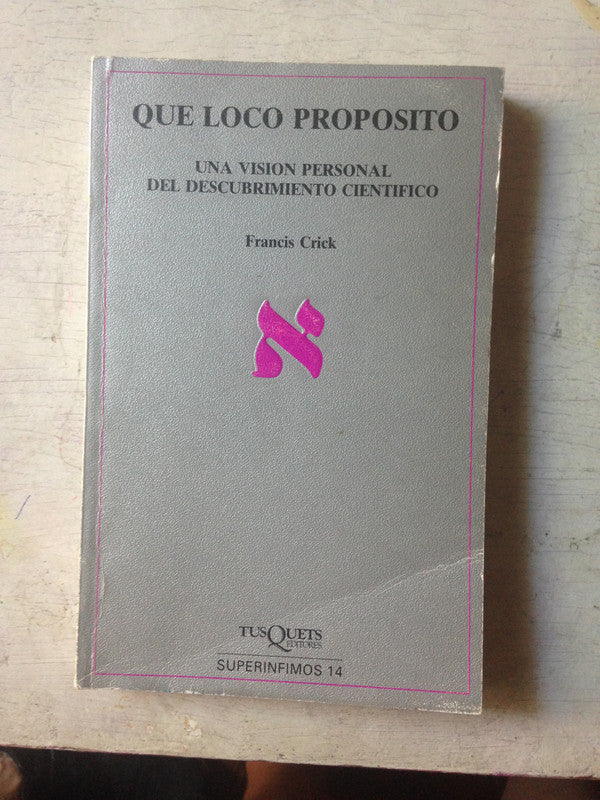 QUE LOCO PROPOSITO
UNA VISION PERSONAL
DEL DESCUBRIMIENTO CIENTIFICO
Francis Crick
א
TUSQUETS
EDITORES
SUPERINFIMOS 14